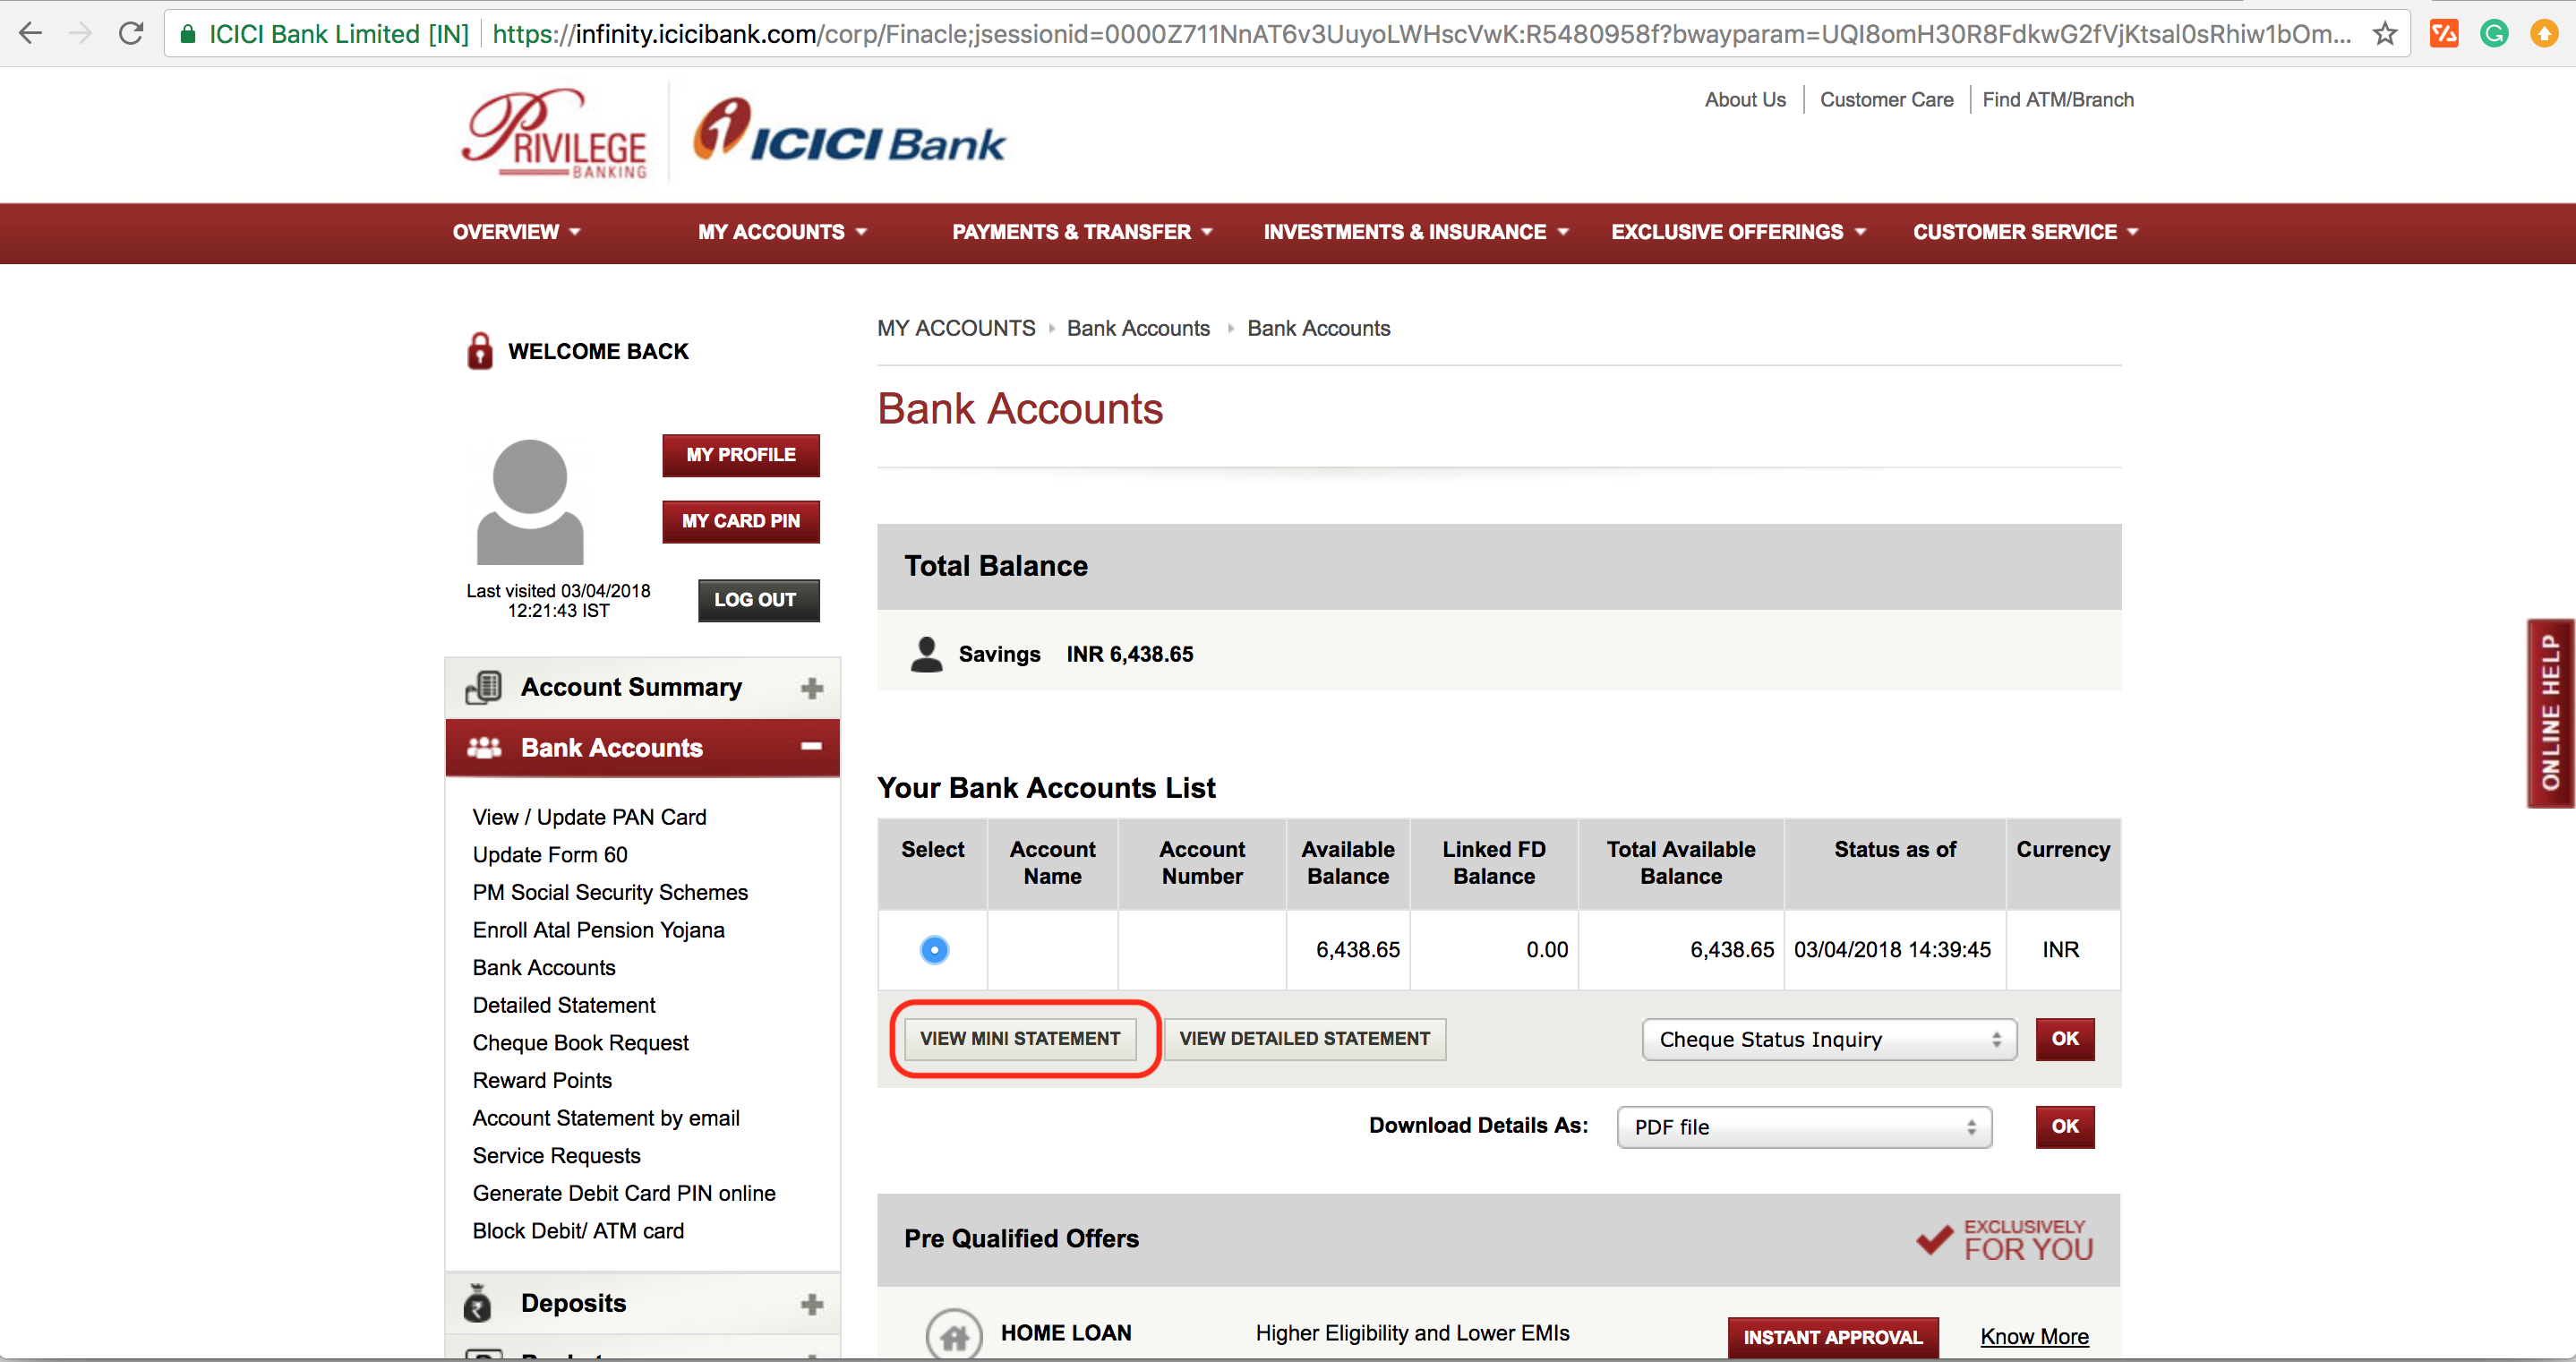 ICICI Bank Limited [IN] https://infinity.icicibank.com/corp/Finacle;jsessionid=0000Z711NnAT6v3UuyoLWHscVwK:R5480958f?bwayparam=UQI8omH30R8FdkwG2fVjKtsal0sRhiw1bOm...
PRIVILEGE
BANKING
ICICI Bank
About Us
Customer Care
Find ATM/Branch
OVERVIEW
MY ACCOUNTS
PAYMENTS & TRANSFER
INVESTMENTS & INSURANCE
EXCLUSIVE OFFERINGS
CUSTOMER SERVICE
WELCOME BACK
MY PROFILE
MY CARD PIN
Last visited 03/04/2018
12:21:43 IST
LOG OUT
Account Summary
Bank Accounts
View / Update PAN Card
Update Form 60
PM Social Security Schemes
Enroll Atal Pension Yojana
Bank Accounts
Detailed Statement
Cheque Book Request
Reward Points
Account Statement by email
Service Requests
Generate Debit Card PIN online
Block Debit/ ATM card
Deposits
MY ACCOUNTS Bank Accounts Bank Accounts
Bank Accounts
Total Balance
Savings INR 6,438.65
Your Bank Accounts List
Select
Account Name
Account Number
Available Balance
Linked FD Balance
Total Available Balance
Status as of
Currency
6,438.65 0.00 6,438.65 03/04/2018 14:39:45 INR
VIEW MINI STATEMENT
VIEW DETAILED STATEMENT
Cheque Status Inquiry
OK
Download Details As: PDF file
OK
Pre Qualified Offers
EXCLUSIVELY
FOR YOU
HOME LOAN
Higher Eligibility and Lower EMIs
INSTANT APPROVAL
Know More
ONLINE HELP